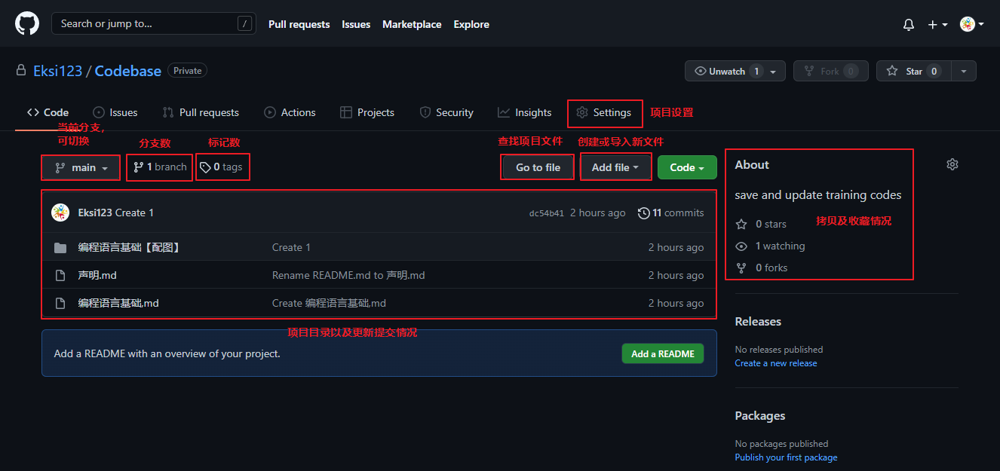 Search or jump to... /
Pull requests Issues Marketplace Explore
Eksi123 / Codebase Private
Unwatch 1 Fork 0 Star 0
Code Issues Pull requests Actions Projects Security Insights Settings 项目设置
当前分支，
可切换
分支数 标记数 查找项目文件 创建或导入新文件
main 1 branch 0 tags Go to file Add file Code
Eksi123 Create 1 dc54b41 2 hours ago 11 commits
编程语言基础【配图】 Create 1 2 hours ago
声明.md Rename README.md to 声明.md 2 hours ago
编程语言基础.md Create 编程语言基础.md 2 hours ago
项目目录以及更新提交情况
Add a README with an overview of your project. Add a README
About
save and update training codes
0 stars
拷贝及收藏情况
1 watching
0 forks
Releases
No releases published
Create a new release
Packages
No packages published
Publish your first package